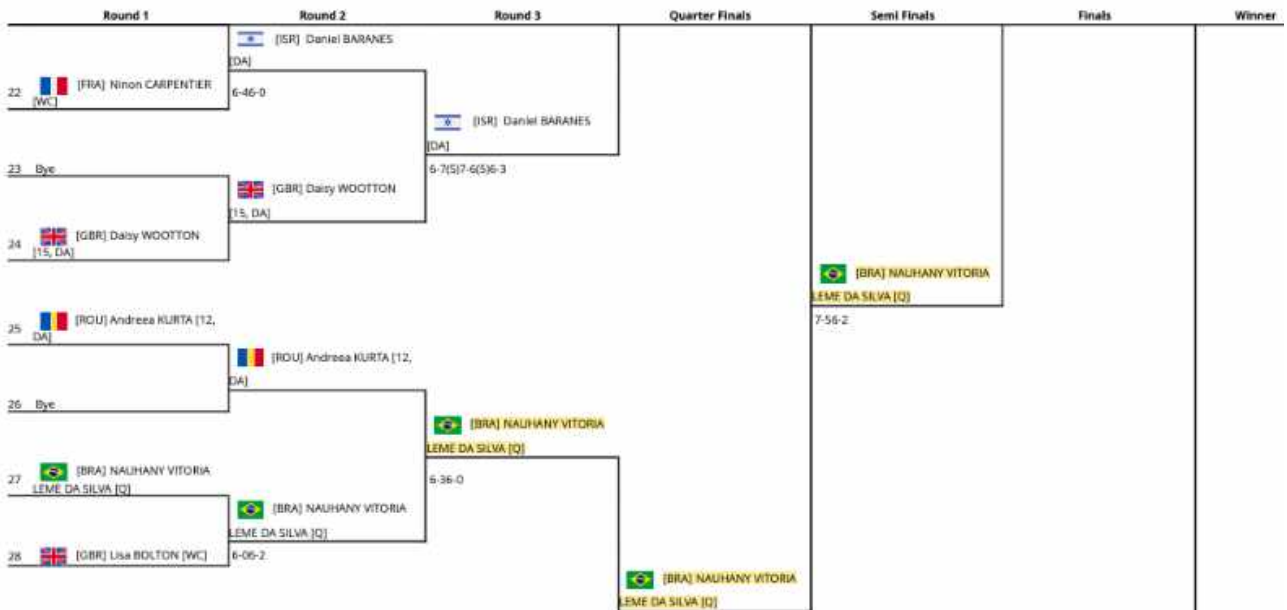 Round 1 Round 2 Round 3 Quarter Finals Semi Finals Finals Winner
[ISR] Daniel BARANES
[DA]
22 [FRA] Ninon CARPENTIER
[WC]
6-46-0
[ISR] Daniel BARANES
[DA]
23 Bye
6-7(5)7-6(5)6-3
[GBR] Daisy WOOTTON
[15, DA]
24 [GBR] Daisy WOOTTON
[15, DA]
[BRA] NAUHANY VITORIA
LEME DA SILVA [Q]
7-56-2
25 [ROU] Andreea KURTA [12,
DA]
[ROU] Andreea KURTA [12,
DA]
26 Bye
[BRA] NAUHANY VITORIA
LEME DA SILVA [Q]
27 [BRA] NAUHANY VITORIA
LEME DA SILVA [Q]
6-36-0
[BRA] NAUHANY VITORIA
LEME DA SILVA [Q]
28 [GBR] Lisa BOLTON [WC]
6-06-2
[BRA] NAUHANY VITORIA
LEME DA SILVA [Q]